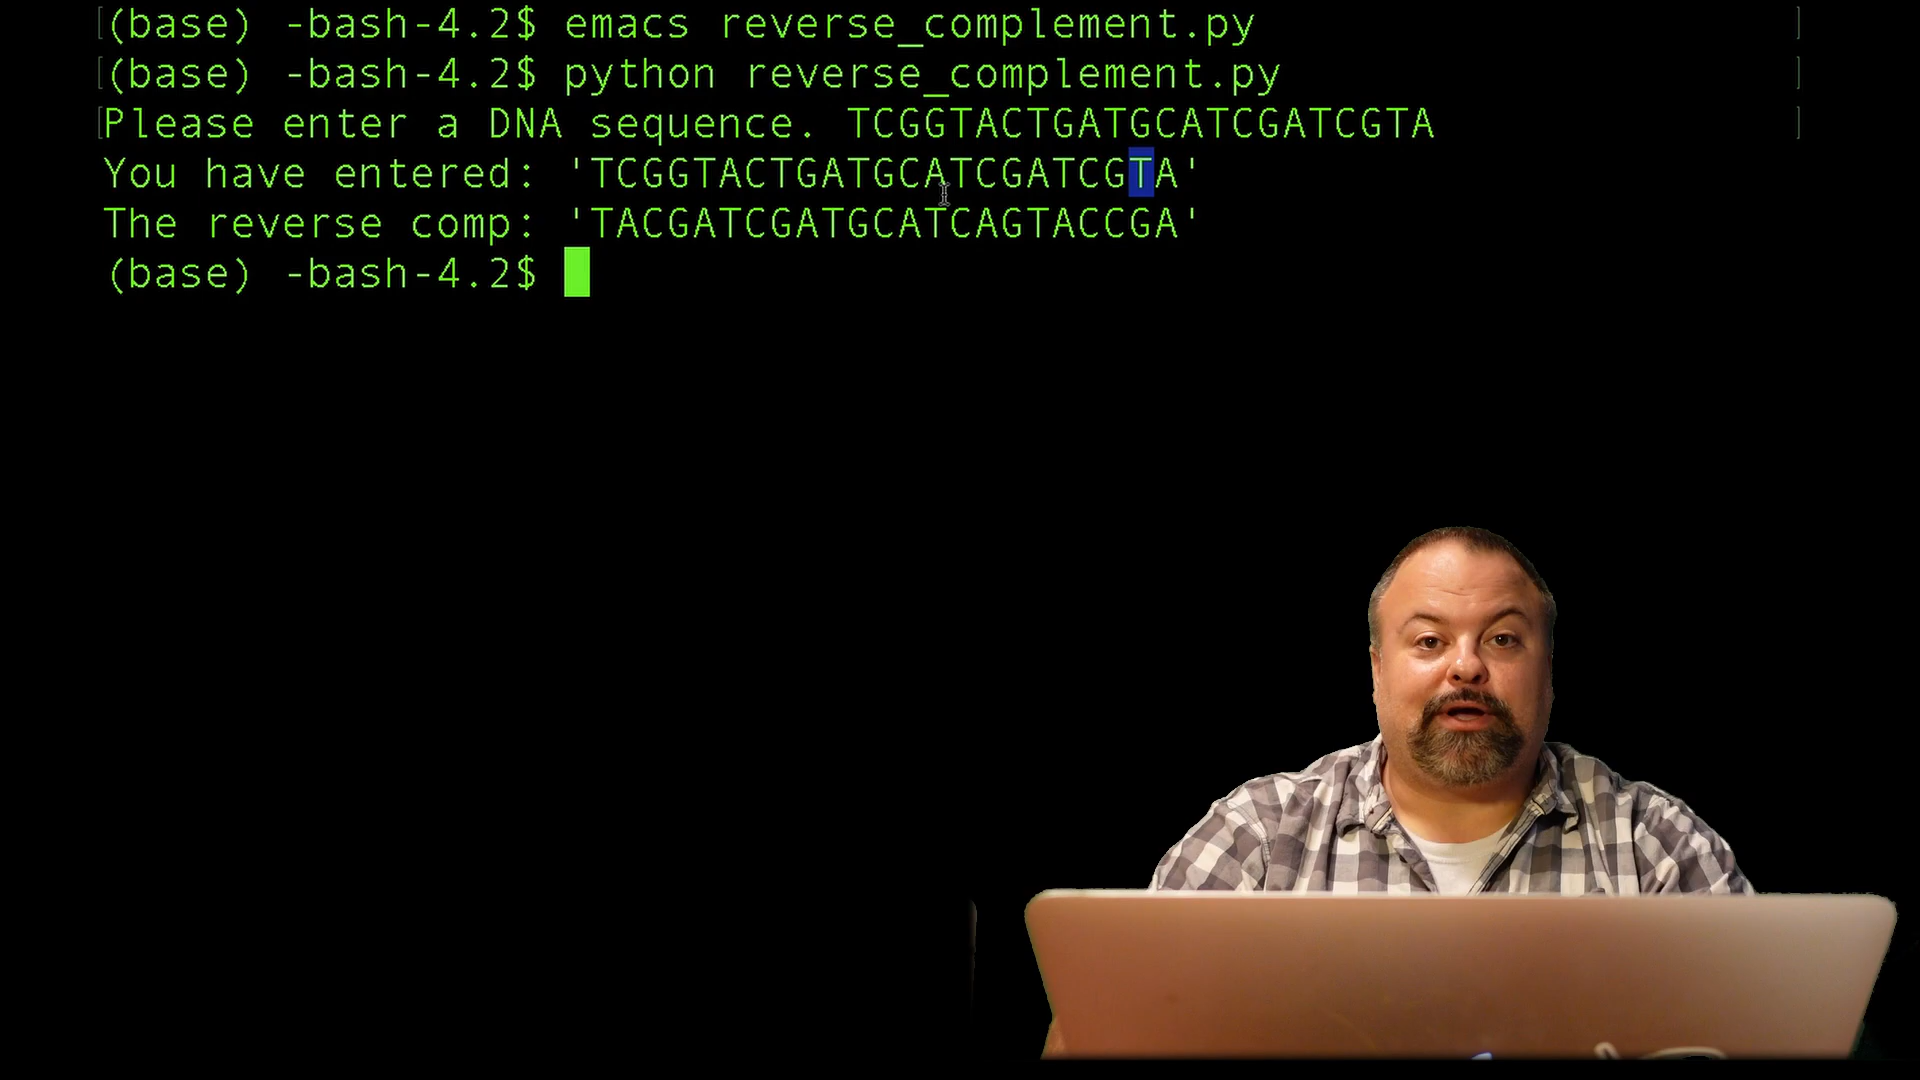 [(base) -bash-4.2$ emacs reverse_complement.py ]
[(base) -bash-4.2$ python reverse_complement.py ]
[Please enter a DNA sequence. TCGGTACTGATGCATCGATCGTA ]
You have entered: 'TCGGTACTGATGCATCGATCGTA'
The reverse comp: 'TACGATCGATGCATCAGTACCGA'
(base) -bash-4.2$